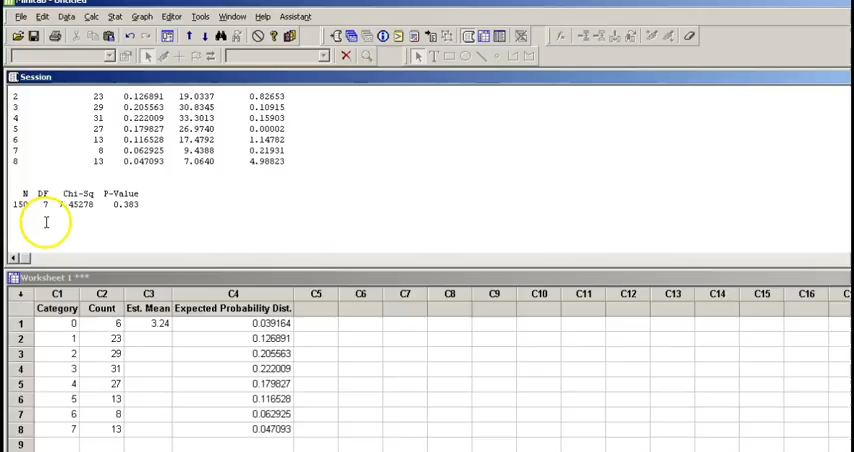 Minitab - Untitled
File Edit Data Calc Stat Graph Editor Tools Window Help Assistant
Session
2 23 0.126891 19.0337 0.82653
3 29 0.205563 30.8345 0.10915
4 31 0.222009 33.3013 0.15903
5 27 0.179827 26.9740 0.00002
6 13 0.116528 17.4792 1.14782
7 8 0.062925 9.4388 0.21931
8 13 0.047093 7.0640 4.98823
N DF Chi-Sq P-Value
150 7 7.45278 0.383
Worksheet 1 ***
C1 C2 C3 C4 C5 C6 C7 C8 C9 C10 C11 C12 C13 C14 C15 C16
Category Count Est. Mean Expected Probability Dist.
1 0 6 3.24 0.039164
2 1 23 0.126891
3 2 29 0.205563
4 3 31 0.222009
5 4 27 0.179827
6 5 13 0.116528
7 6 8 0.062925
8 7 13 0.047093
9